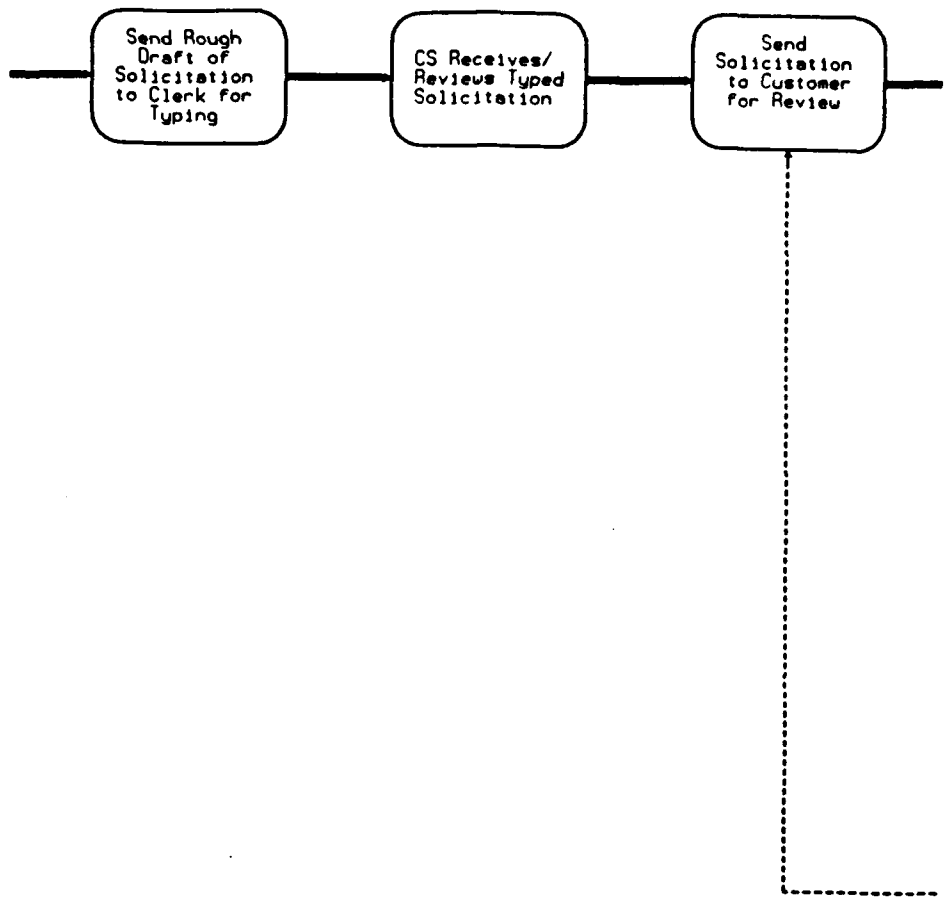 Send Rough
Draft of
Solicitation
to Clerk for
Typing
CS Receives/
Reviews Typed
Solicitation
Send
Solicitation
to Customer
for Review